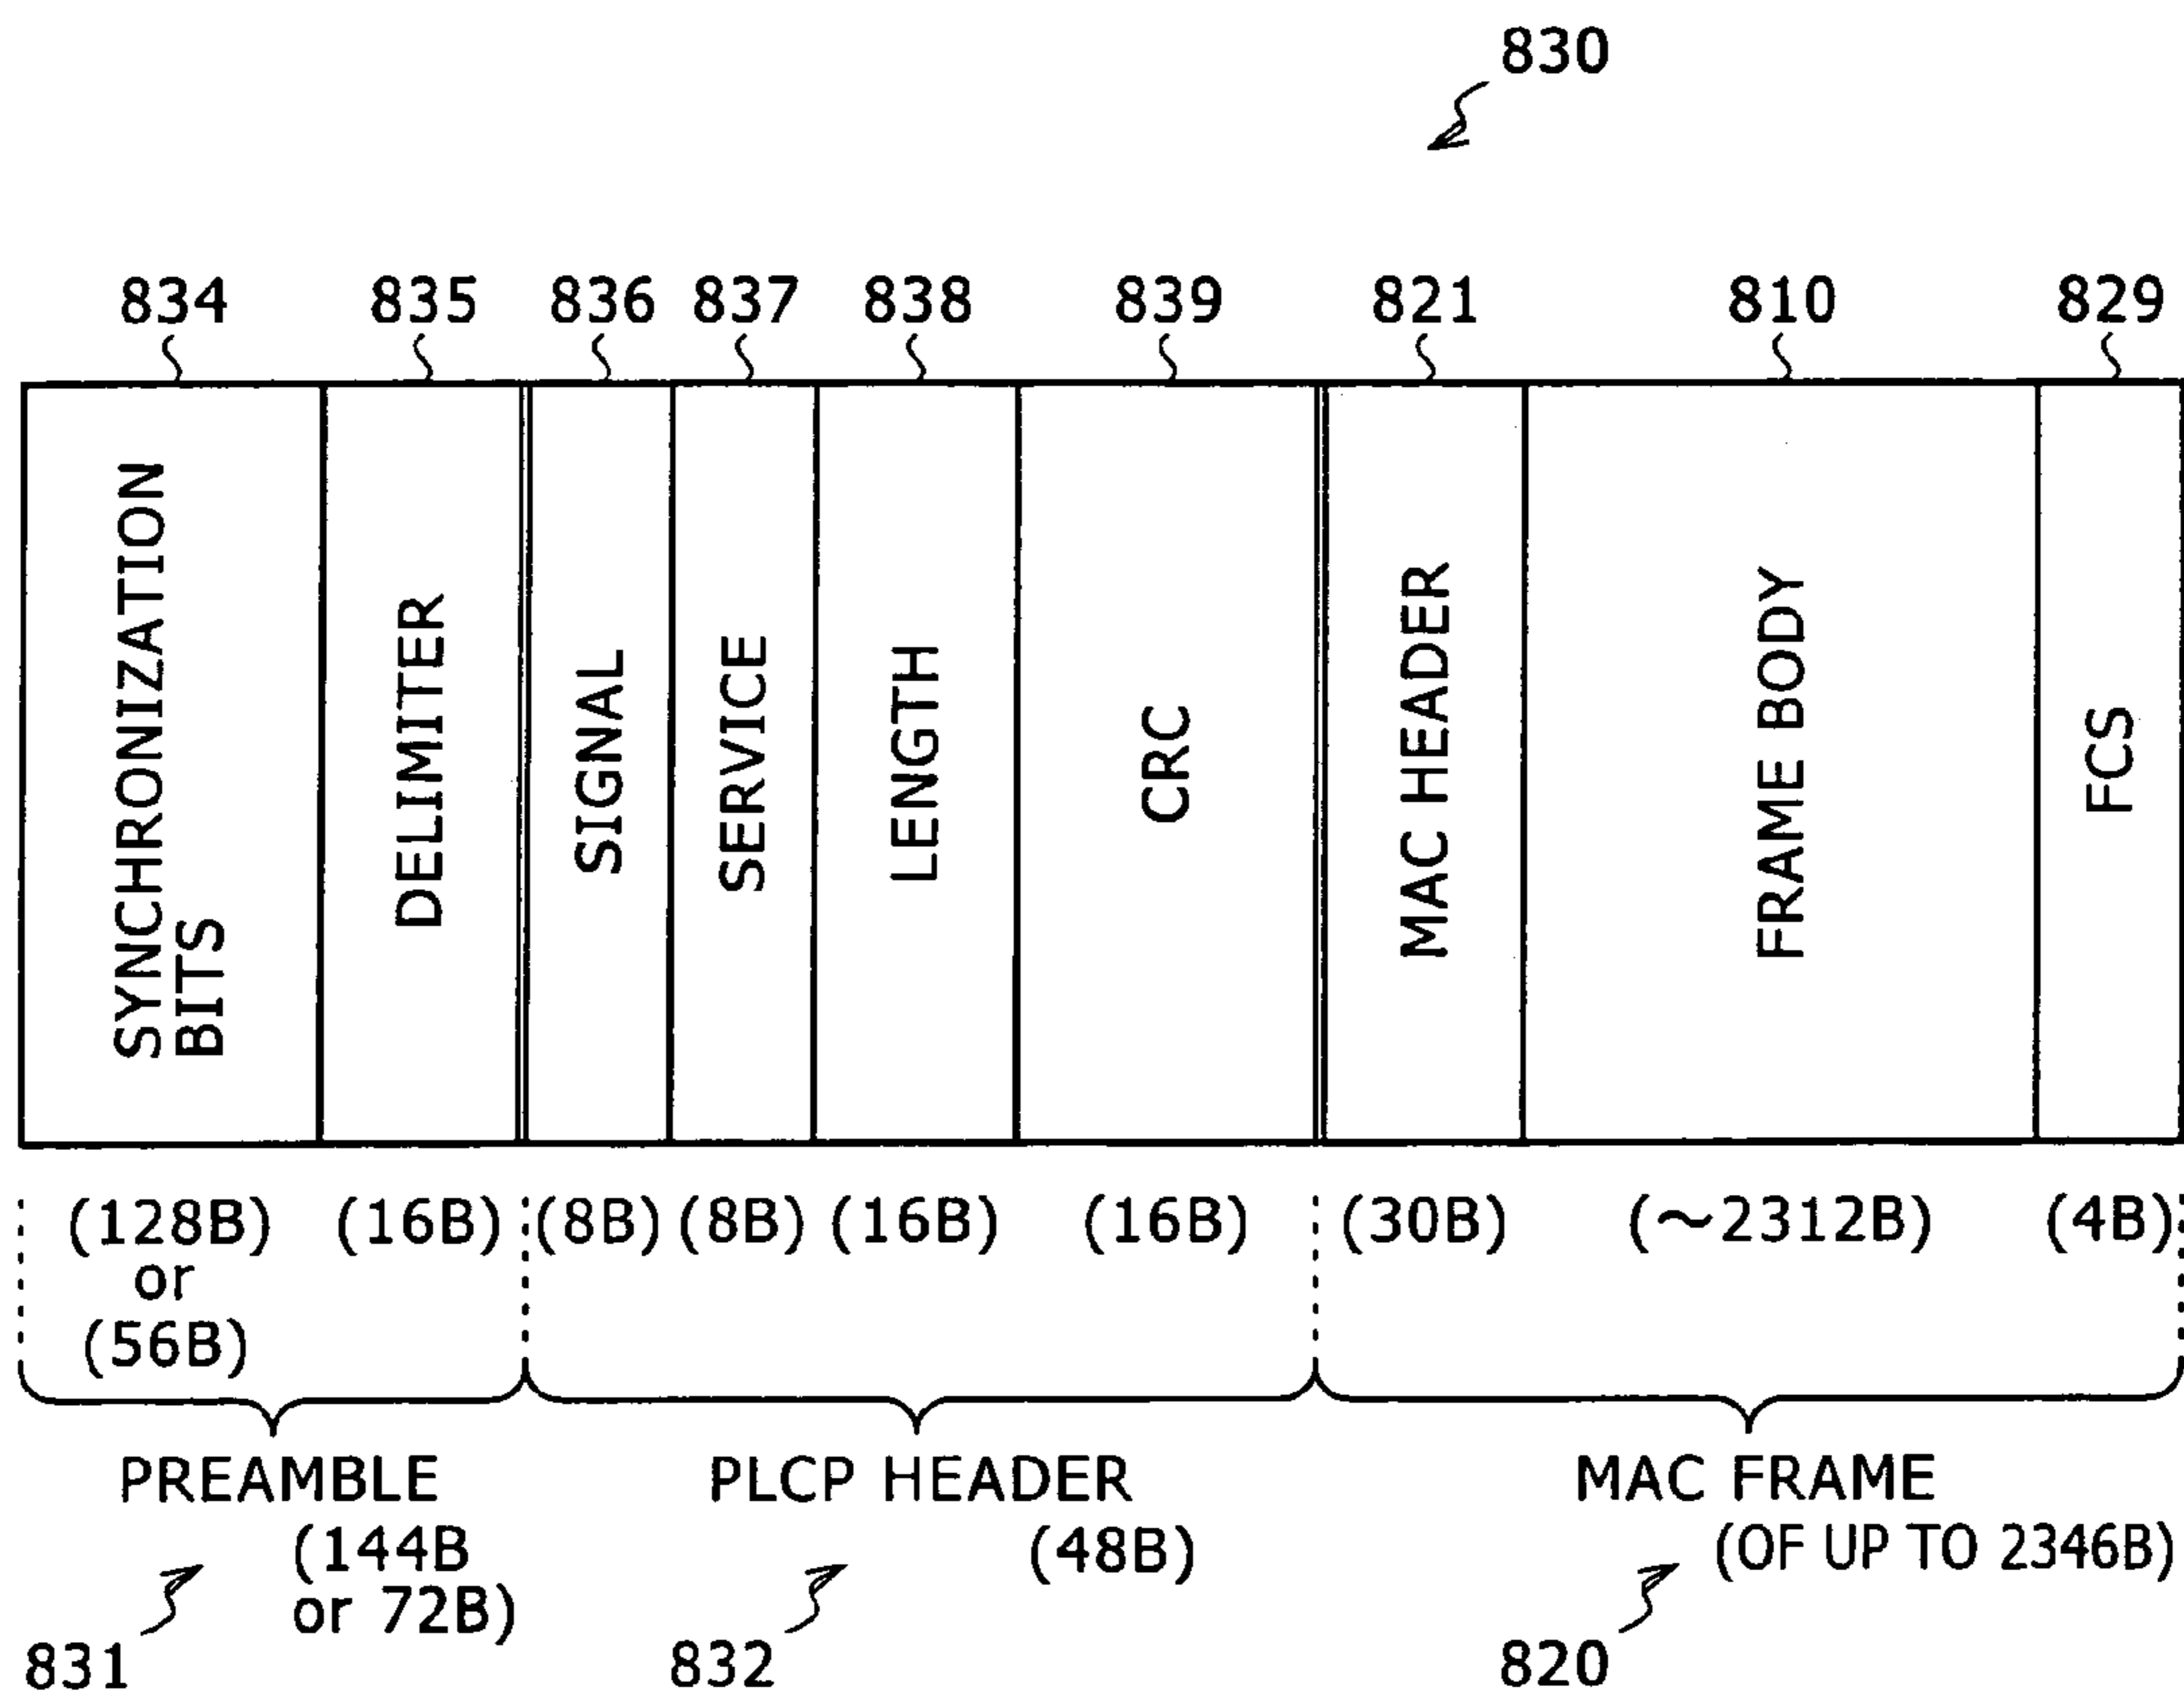 830
834 835 836 837 838 839 821 810 829
SYNCHRONIZATION
BITS
DELIMITER
SIGNAL
SERVICE
LENGTH
CRC
MAC HEADER
FRAME BODY
FCS
(128B) (16B) (8B) (8B) (16B) (16B) (30B) (~2312B) (4B)
or
(56B)
PREAMBLE PLCP HEADER MAC FRAME
(144B (48B) (OF UP TO 2346B)
or 72B)
831 832 820